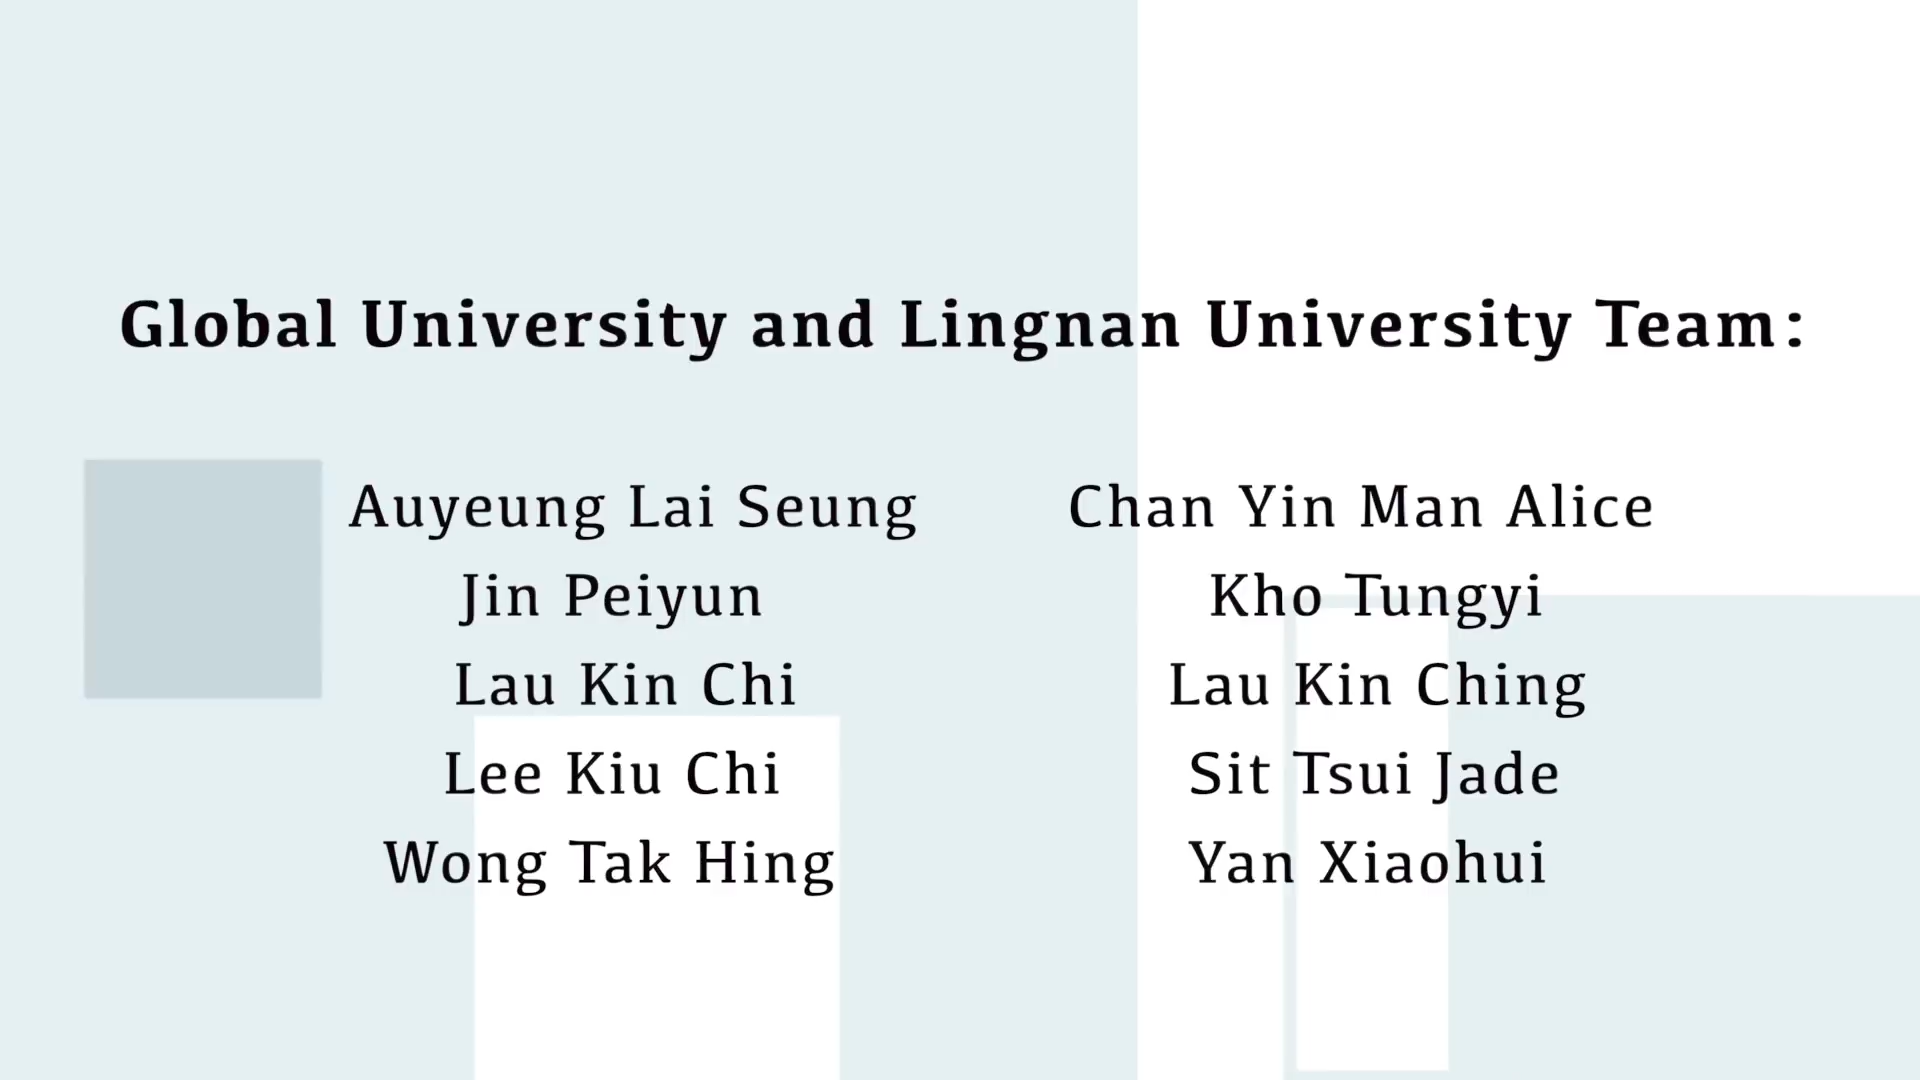 Global University and Lingnan University Team:
Auyeung Lai Seung
Chan Yin Man Alice
Jin Peiyun
Kho Tungyi
Lau Kin Chi
Lau Kin Ching
Lee Kiu Chi
Sit Tsui Jade
Wong Tak Hing
Yan Xiaohui